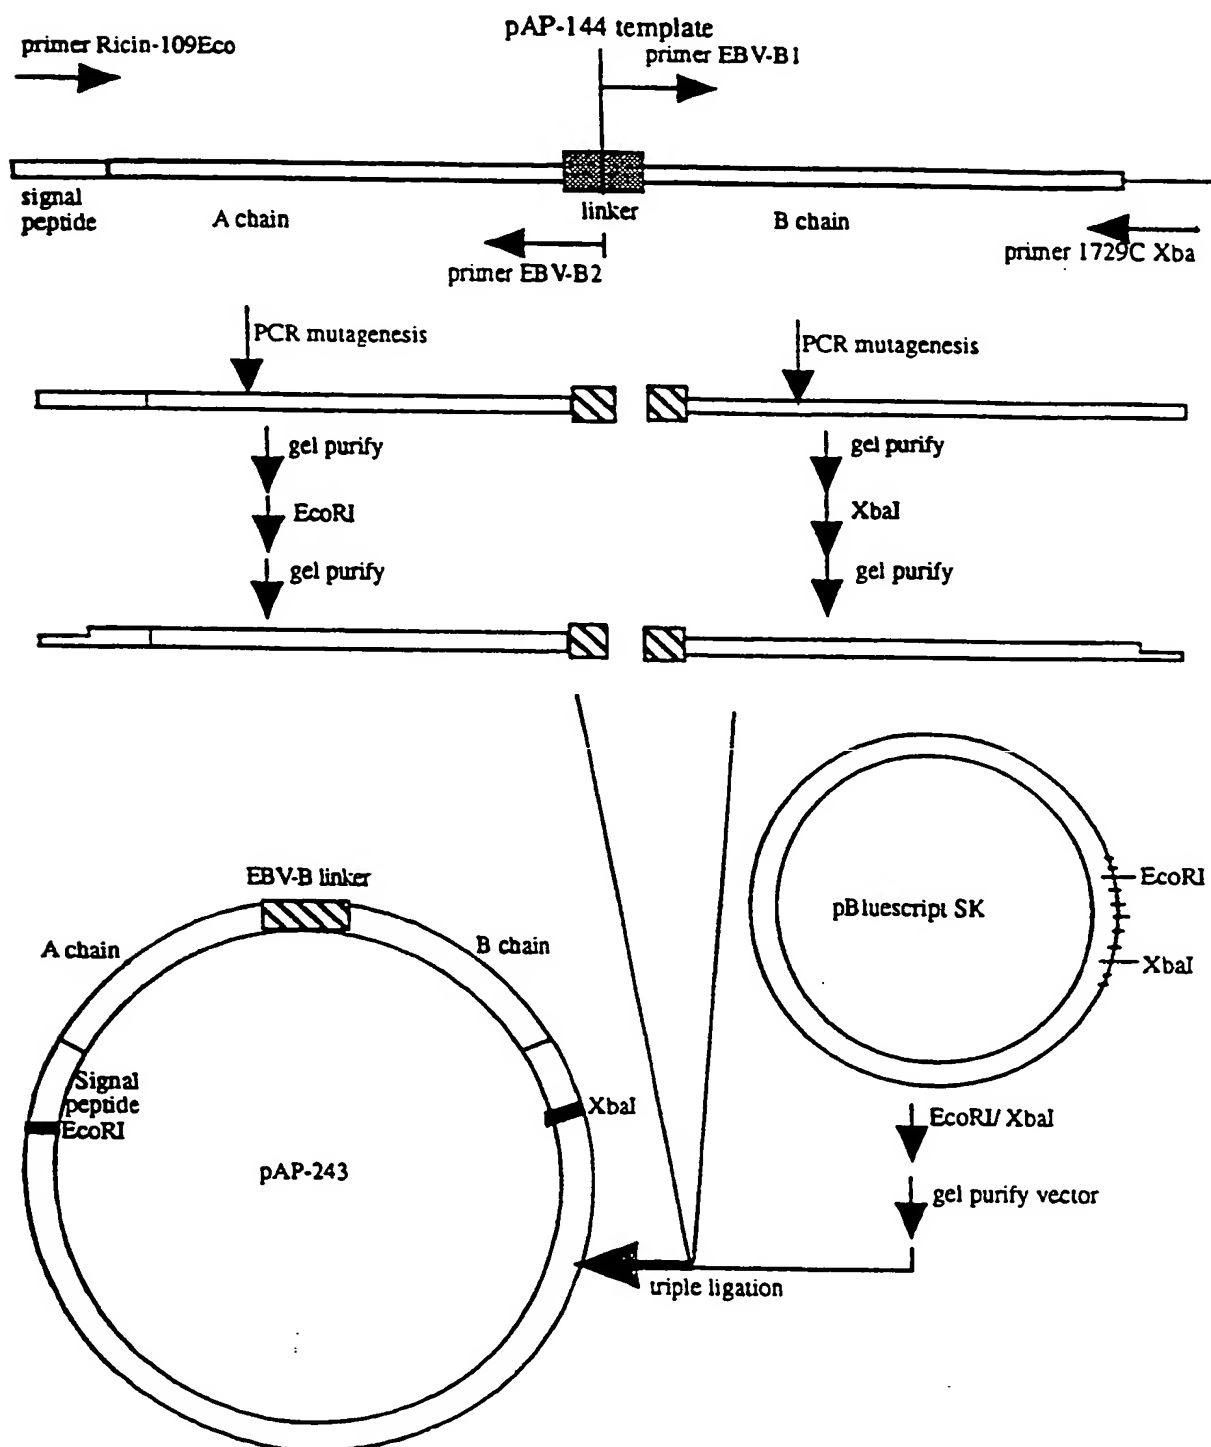 pAP-144 template
primer Ricin-109Eco
primer EBV-B1
signal
peptide
A chain
linker
B chain
primer EBV-B2
primer 1729C Xba
PCR mutagenesis
PCR mutagenesis
gel purify
gel purify
EcoRI
XbaI
gel purify
gel purify
EBV-B linker
A chain
B chain
pBluescript SK
EcoRI
XbaI
Signal
peptide
EcoRI
XbaI
pAP-243
EcoRI/ XbaI
gel purify vector
triple ligation